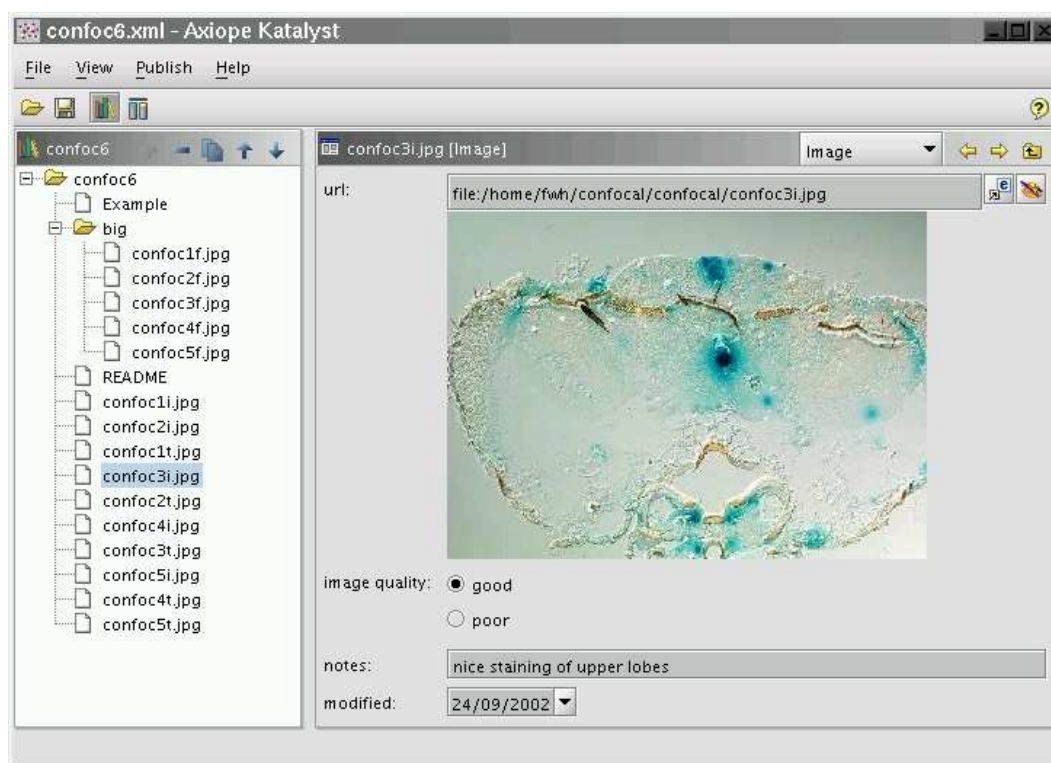 confoc6.xml - Axiope Katalyst
File View Publish Help
confoc6
confoc6
Example
big
confoc1f.jpg
confoc2f.jpg
confoc3f.jpg
confoc4f.jpg
confoc5f.jpg
README
confoc1i.jpg
confoc2i.jpg
confoc1t.jpg
confoc3i.jpg
confoc2t.jpg
confoc4i.jpg
confoc3t.jpg
confoc5i.jpg
confoc4t.jpg
confoc5t.jpg
confoc3i.jpg [Image] Image
url: file:/home/fwh/confocal/confocal/confoc3i.jpg
image quality: good
poor
notes: nice staining of upper lobes
modified: 24/09/2002